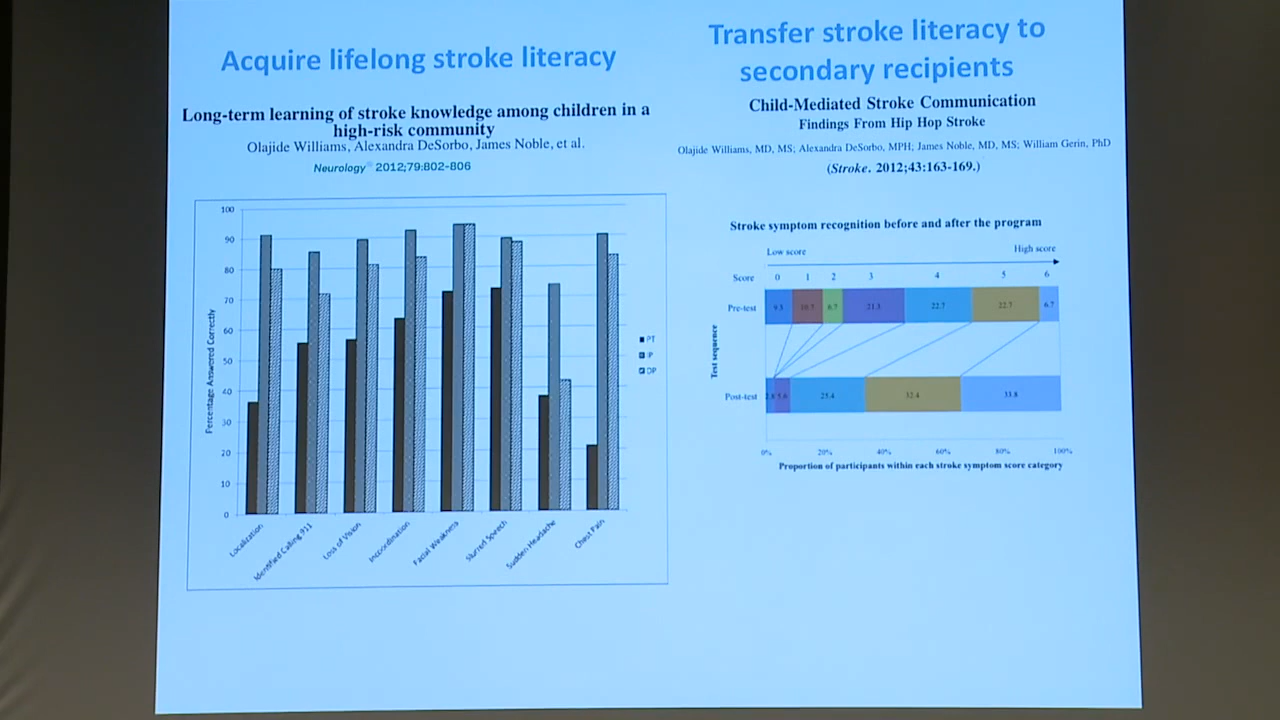 Acquire lifelong stroke literacy
Long-term learning of stroke knowledge among children in a
high-risk community
Olajide Williams, Alexandra DeSorbo, James Noble, et al.
Neurology® 2012;79:802-806
100
90
80
70
60
50
40
30
20
10
0
Percentage Answered Correctly
Localization
Identified Calling 911
Loss of Vision
Incoordination
Facial Weakness
Slurred Speech
Sudden Headache
Chest Pain
PT
IP
DP
Transfer stroke literacy to
secondary recipients
Child-Mediated Stroke Communication
Findings From Hip Hop Stroke
Olajide Williams, MD, MS; Alexandra DeSorbo, MPH; James Noble, MD, MS; William Gerin, PhD
(Stroke. 2012;43:163-169.)
Stroke symptom recognition before and after the program
Low score High score
Score 0 1 2 3 4 5 6
Pre-test 9.3 10.7 6.7 21.3 22.7 22.7 6.7
Test sequence
Post-test 2.8 5.6 25.4 32.4 33.8
0% 20% 40% 60% 80% 100%
Proportion of participants within each stroke symptom score category